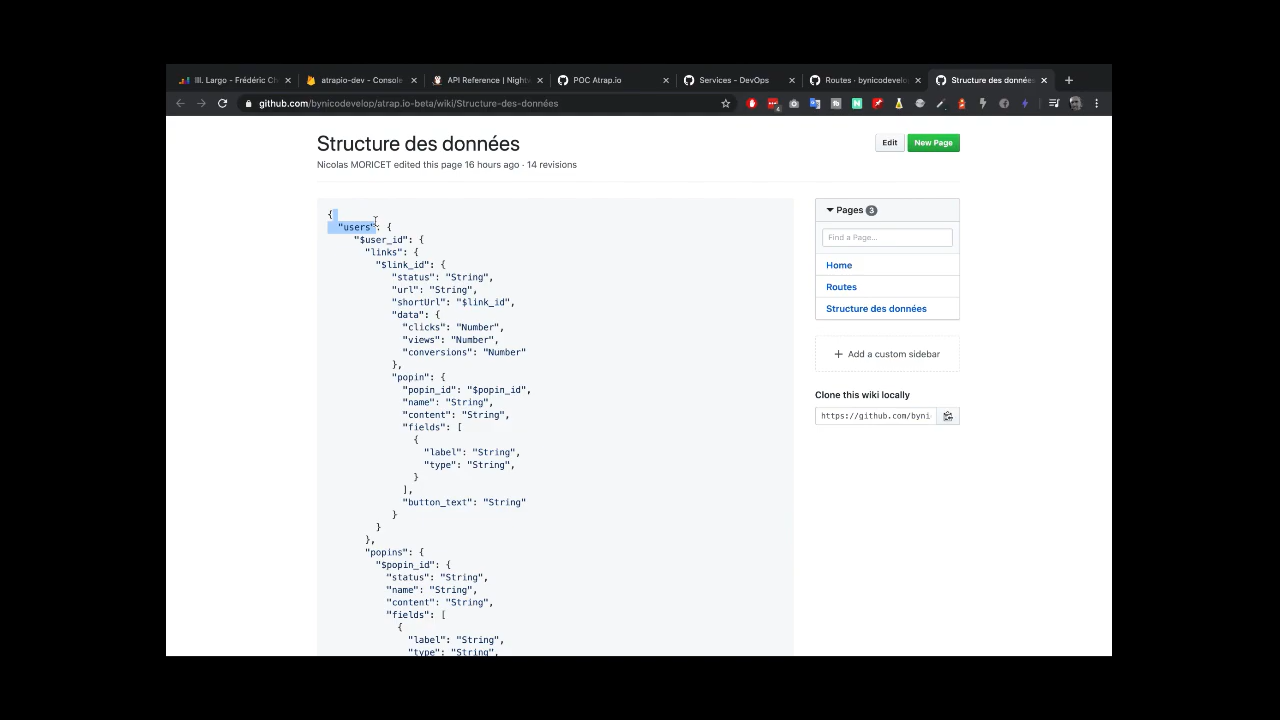 III. Largo - Frédéric Ch
atrapio-dev - Console
API Reference | Nightw
POC Atrap.io
Services - DevOps
Routes · bynicodevelo
Structure des donnée
github.com/bynicodevelop/atrap.io-beta/wiki/Structure-des-données
Structure des données
Edit
New Page
Nicolas MORICET edited this page 16 hours ago · 14 revisions
{
"users": {
"$user_id": {
"links": {
"$link_id": {
"status": "String",
"url": "String",
"shortUrl": "$link_id",
"data": {
"clicks": "Number",
"views": "Number",
"conversions": "Number"
},
"popin": {
"popin_id": "$popin_id",
"name": "String",
"content": "String",
"fields": [
{
"label": "String",
"type": "String",
}
],
"button_text": "String"
}
}
},
"popins": {
"$popin_id": {
"status": "String",
"name": "String",
"content": "String",
"fields": [
{
"label": "String",
"type": "String",
Pages 3
Find a Page...
Home
Routes
Structure des données
+ Add a custom sidebar
Clone this wiki locally
https://github.com/byni